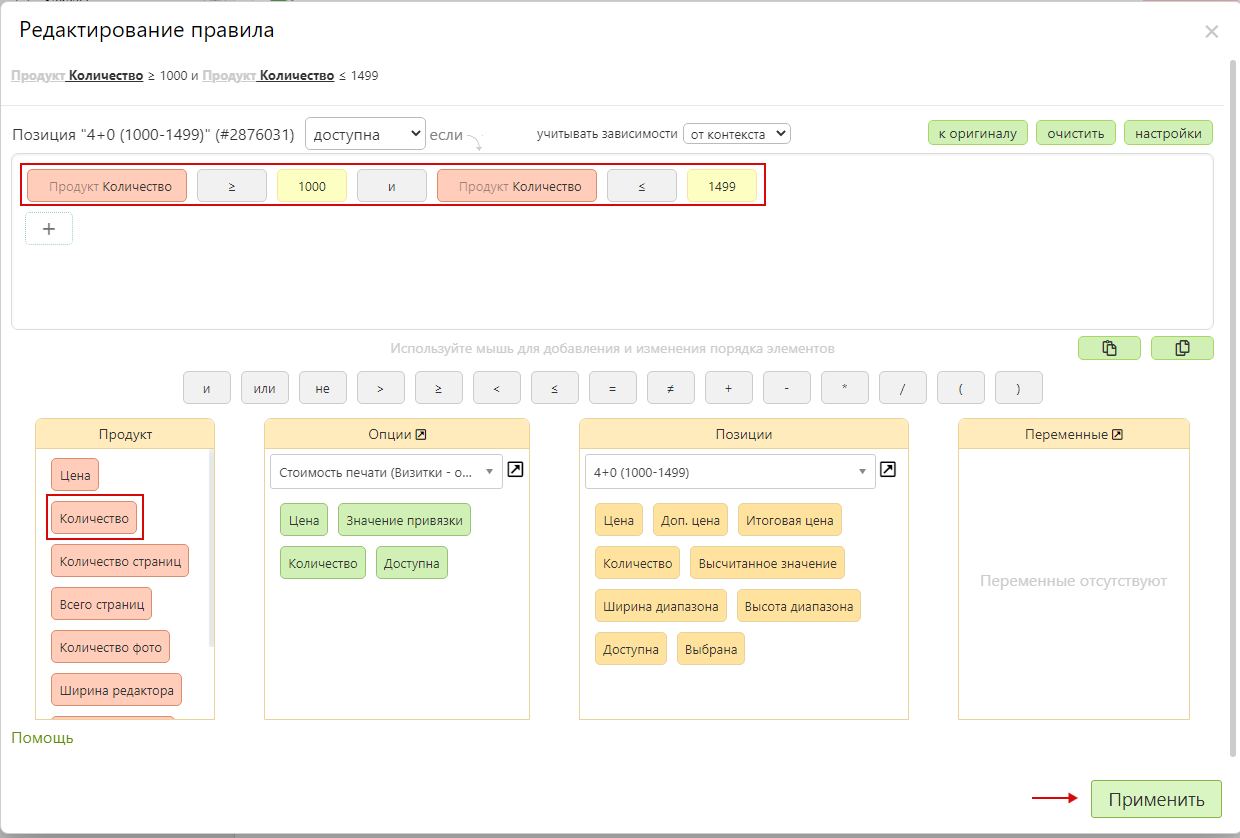 Редактирование правила
Продукт Количество ≥ 1000 и Продукт Количество ≤ 1499
Позиция "4+0 (1000-1499)" (#2876031) доступна если учитывать зависимости от контекста к оригиналу очистить настройки
Продукт Количество ≥ 1000 и Продукт Количество ≤ 1499
+
Используйте мышь для добавления и изменения порядка элементов
и или не > ≥ < ≤ = ≠ + - * / ( )
Продукт
Цена
Количество
Количество страниц
Всего страниц
Количество фото
Ширина редактора
Опции
Стоимость печати (Визитки - о...
Цена Значение привязки
Количество Доступна
Позиции
4+0 (1000-1499)
Цена Доп. цена Итоговая цена
Количество Высчитанное значение
Ширина диапазона Высота диапазона
Доступна Выбрана
Переменные
Переменные отсутствуют
Помощь
Применить